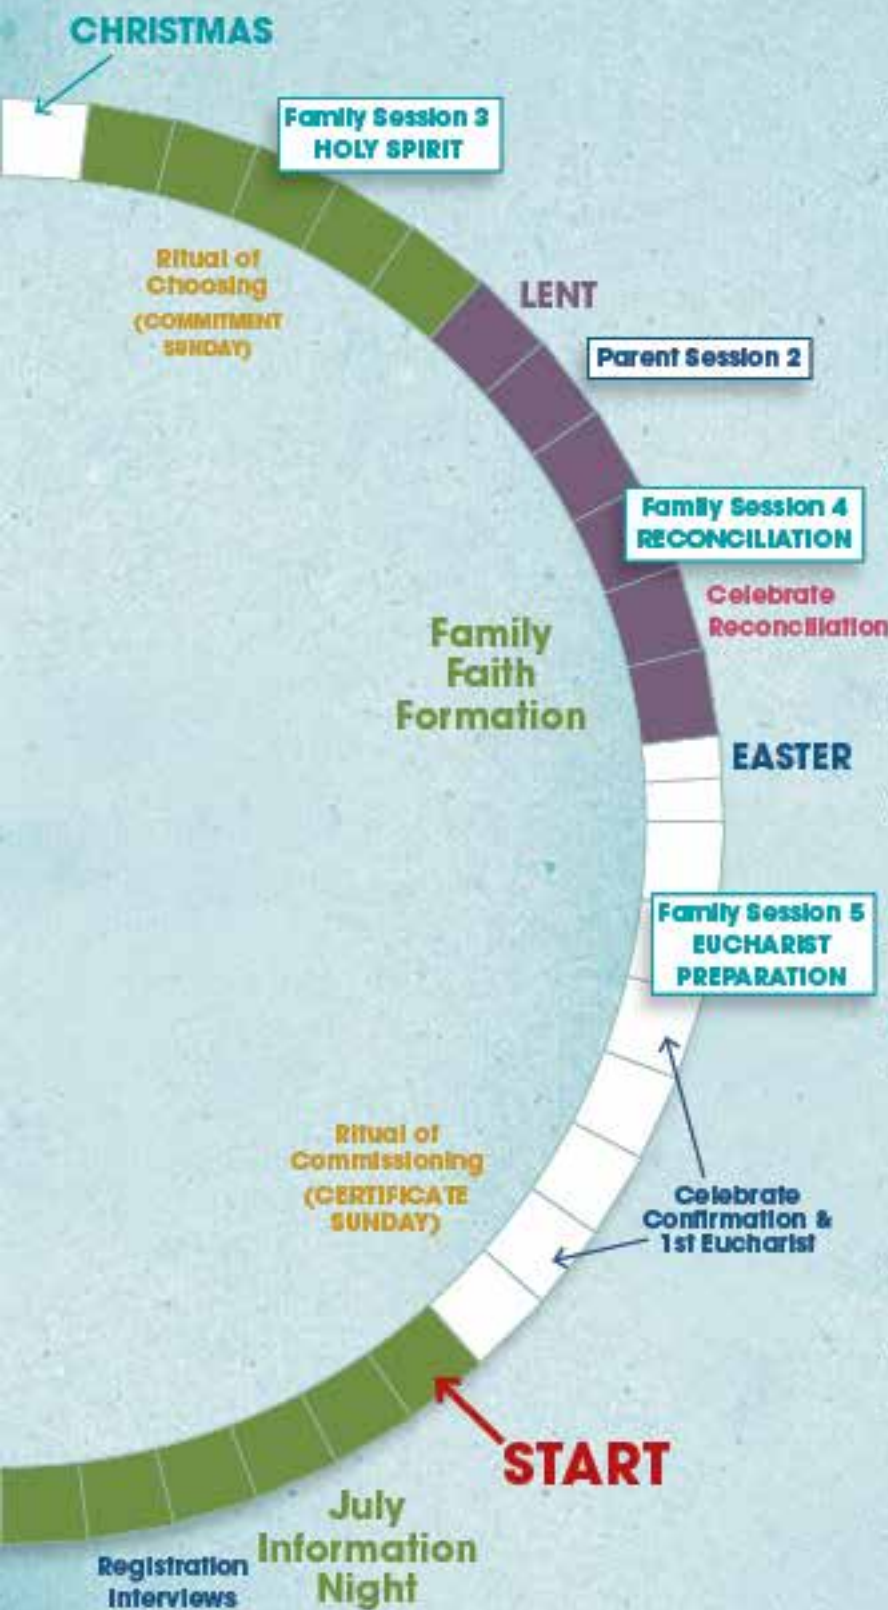 CHRISTMAS
Family Session 3
HOLY SPIRIT
Ritual of
Choosing
(COMMITMENT
SUNDAY)
LENT
Parent Session 2
Family Session 4
RECONCILIATION
Celebrate
Reconciliation
Family
Faith
Formation
EASTER
Family Session 5
EUCHARIST
PREPARATION
Ritual of
Commissioning
(CERTIFICATE
SUNDAY)
Celebrate
Confirmation &
1st Eucharist
START
July
Information
Night
Registration
Interviews